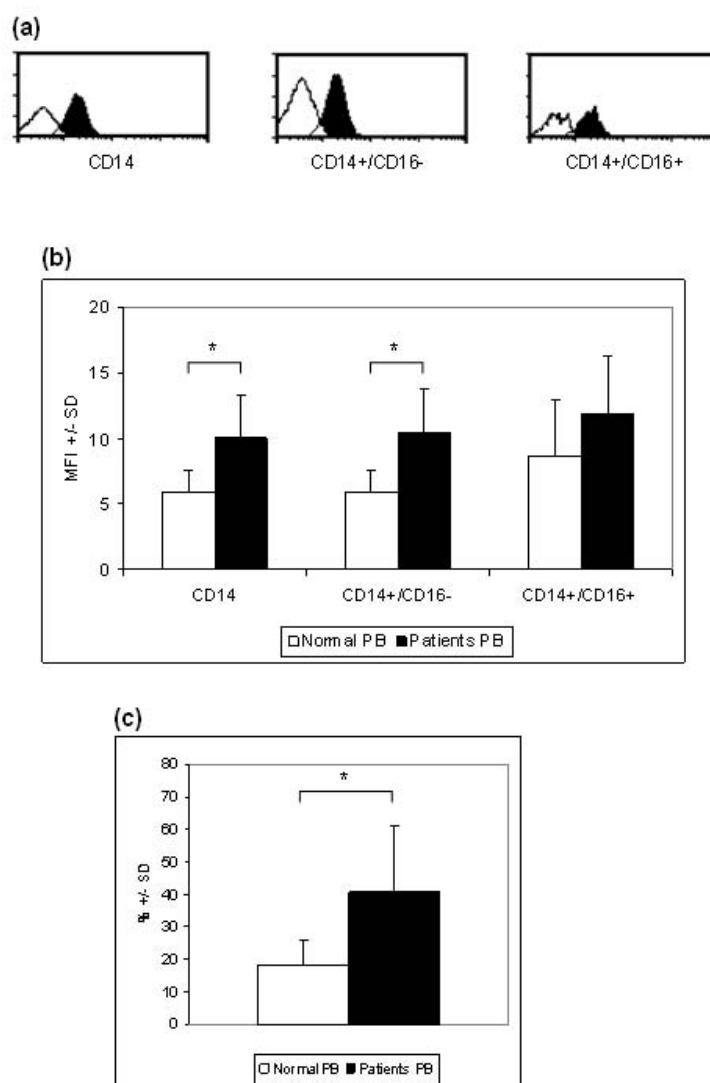 (a)
CD14 CD14+/CD16- CD14+/CD16+
(b)
20
15
10
5
0
MFI +/- SD
* *
CD14 CD14+/CD16- CD14+/CD16+
Normal PB Patients PB
(c)
80
70
60
50
40
30
20
10
0
% +/- SD
*
Normal PB Patients PB